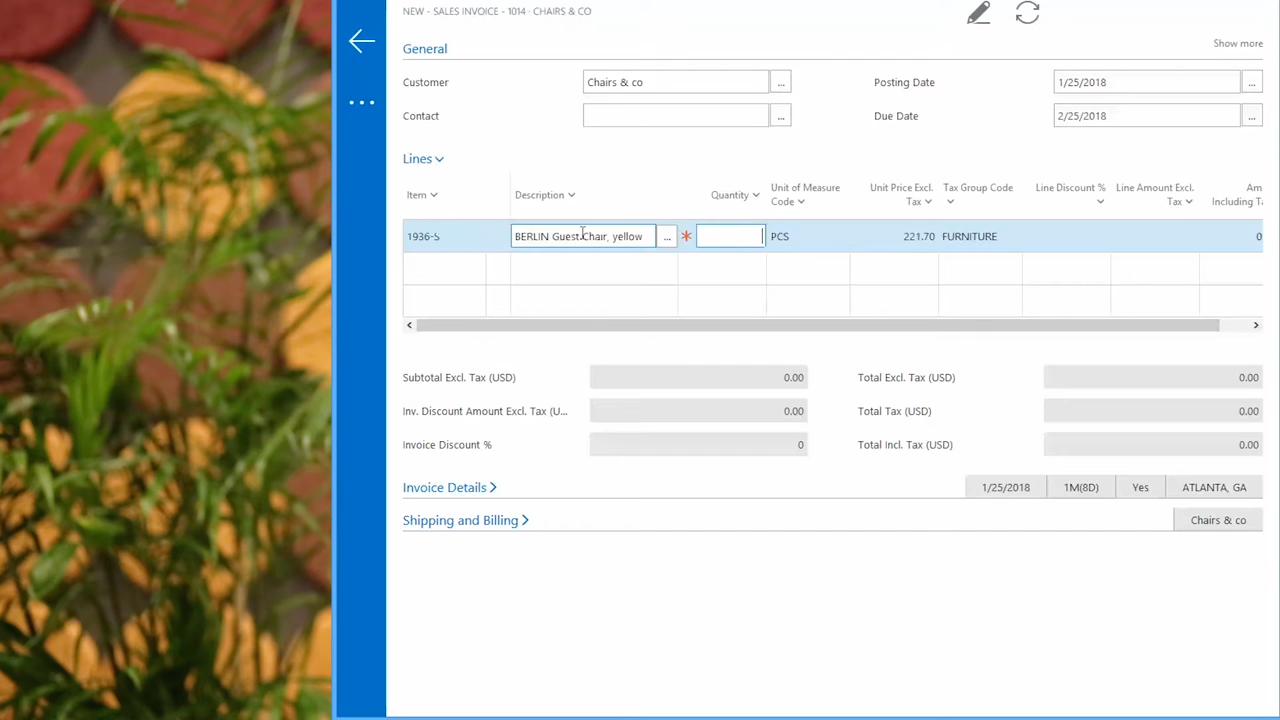 NEW - SALES INVOICE - 1014 · CHAIRS & CO
General
Show more
Customer
Chairs & co
...
Posting Date
1/25/2018
...
Contact
...
Due Date
2/25/2018
...
Lines
Item
Description
Quantity
Unit of Measure Code
Unit Price Excl. Tax
Tax Group Code
Line Discount %
Line Amount Excl. Tax
Am
Including Ta
1936-S
BERLIN Guest Chair, yellow
...
*
PCS
221.70
FURNITURE
0
Subtotal Excl. Tax (USD)
0.00
Total Excl. Tax (USD)
0.00
Inv. Discount Amount Excl. Tax (U...
0.00
Total Tax (USD)
0.00
Invoice Discount %
0
Total Incl. Tax (USD)
0.00
Invoice Details
1/25/2018
1M(8D)
Yes
ATLANTA, GA
Shipping and Billing
Chairs & co